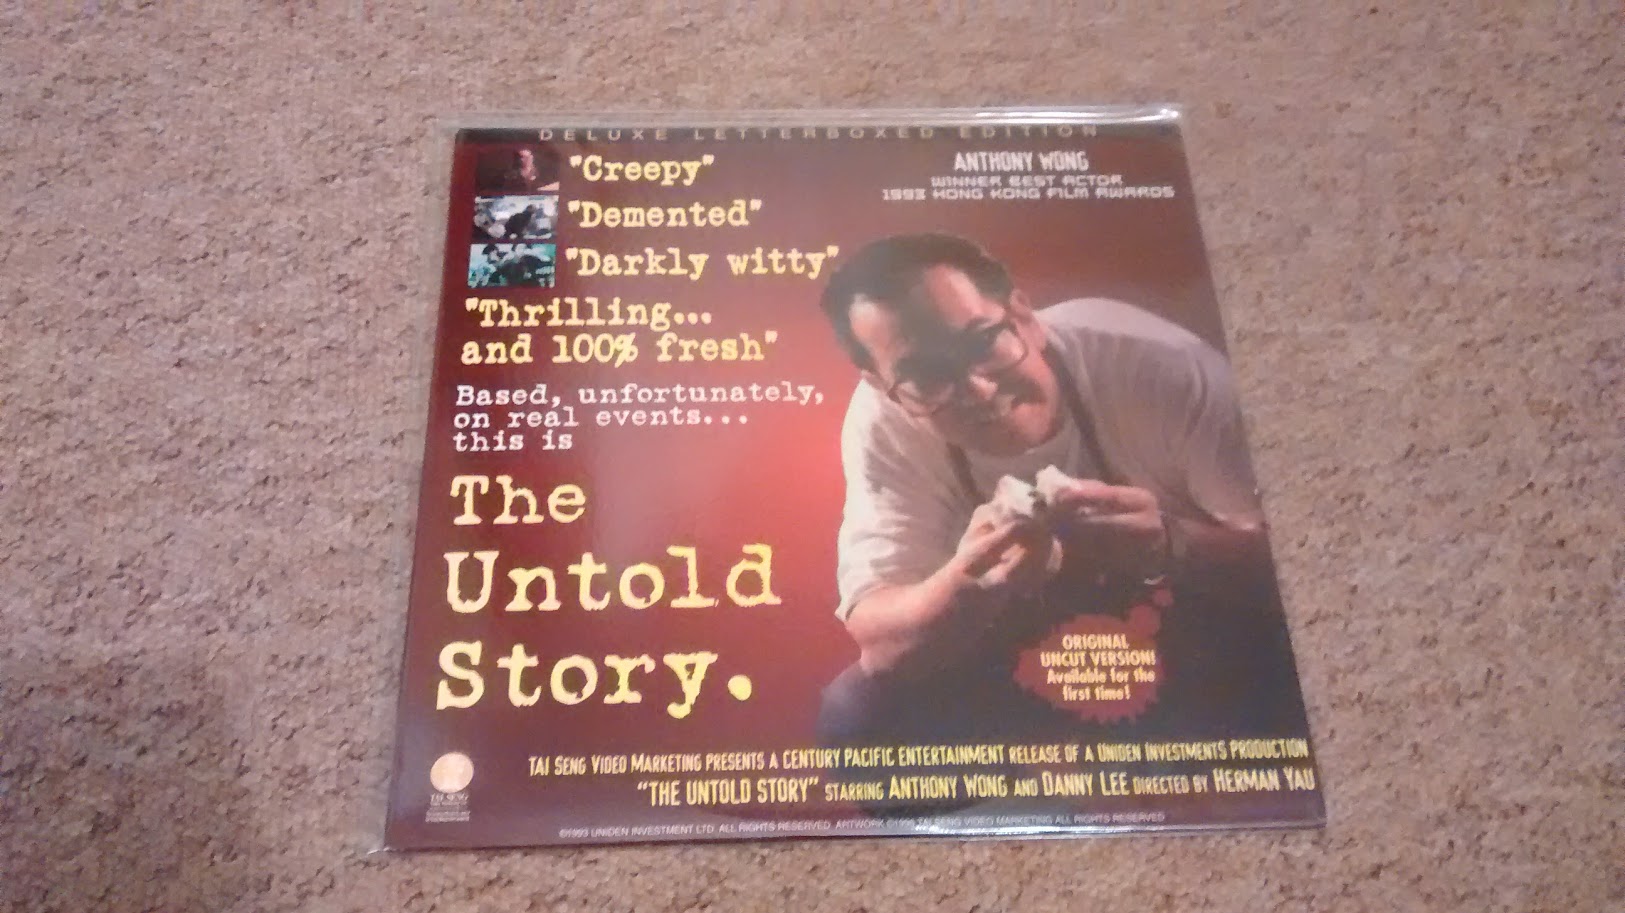 DELUXE LETTERBOXED EDITION
"Creepy"
"Demented"
"Darkly witty"
"Thrilling...
and 100% fresh"
Based, unfortunately,
on real events...
this is
The
Untold
Story.
ANTHONY WONG
WINNER BEST ACTOR
1993 HONG KONG FILM AWARDS
ORIGINAL
UNCUT VERSION!
Available for the
first time!
TAI SENG VIDEO MARKETING PRESENTS A CENTURY PACIFIC ENTERTAINMENT RELEASE OF A UNIDEN INVESTMENTS PRODUCTION
"THE UNTOLD STORY" STARRING ANTHONY WONG AND DANNY LEE DIRECTED BY HERMAN YAU
TAI SENG
©1993 UNIDEN INVESTMENT LTD. ALL RIGHTS RESERVED. ARTWORK TAI SENG VIDEO MARKETING ALL RIGHTS RESERVED